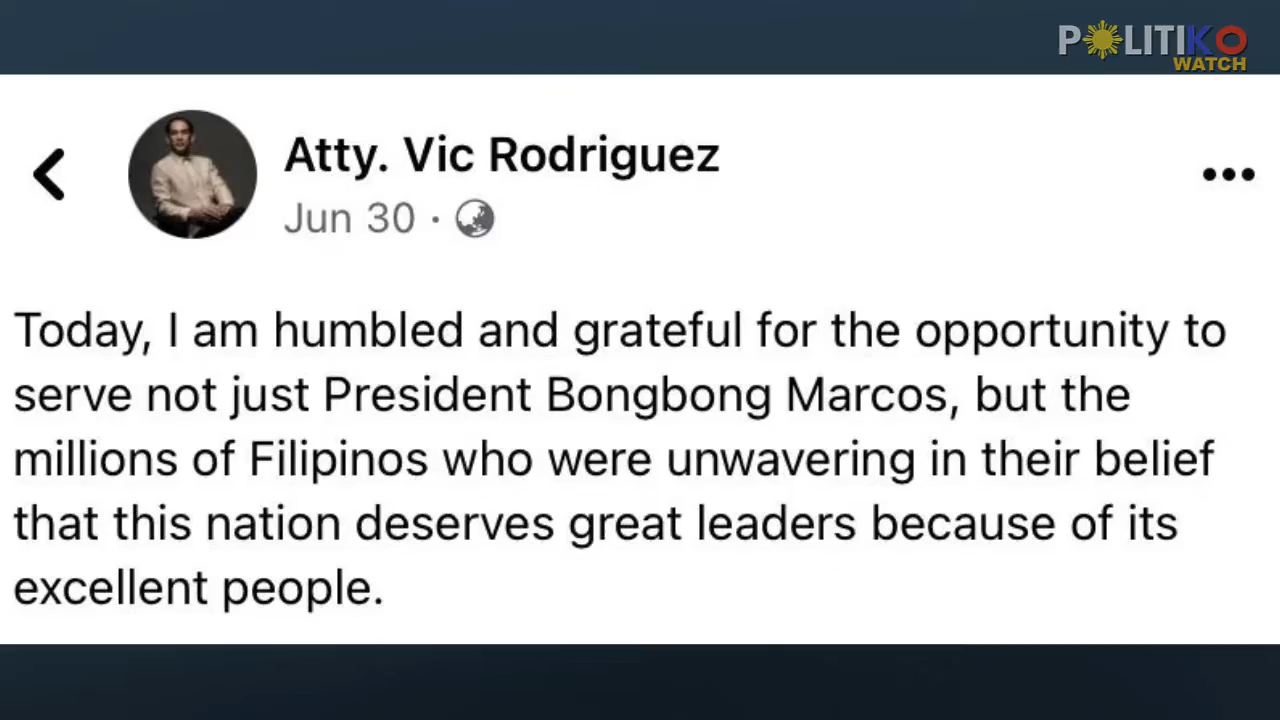 POLITIKO
WATCH
Atty. Vic Rodriguez
Jun 30 ·
Today, I am humbled and grateful for the opportunity to
serve not just President Bongbong Marcos, but the
millions of Filipinos who were unwavering in their belief
that this nation deserves great leaders because of its
excellent people.